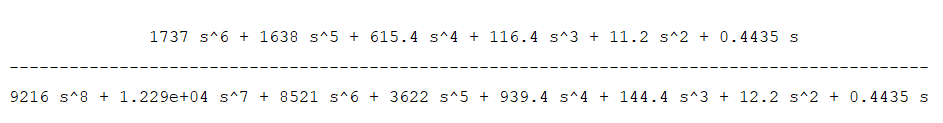 1737 s^6 + 1638 s^5 + 615.4 s^4 + 116.4 s^3 + 11.2 s^2 + 0.4435 s
--------------------------------------------------------------------------------------------
9216 s^8 + 1.229e+04 s^7 + 8521 s^6 + 3622 s^5 + 939.4 s^4 + 144.4 s^3 + 12.2 s^2 + 0.4435 s